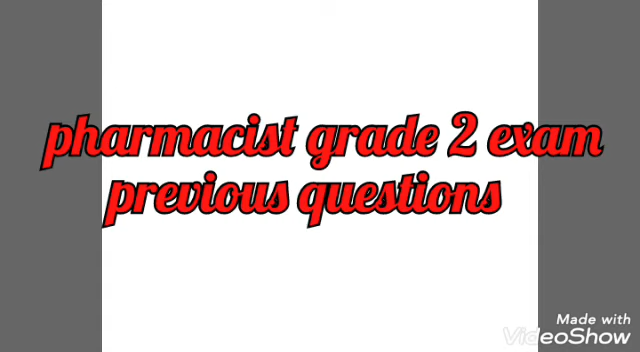 pharmacist grade 2 exam
previous questions
Made with
VideoShow